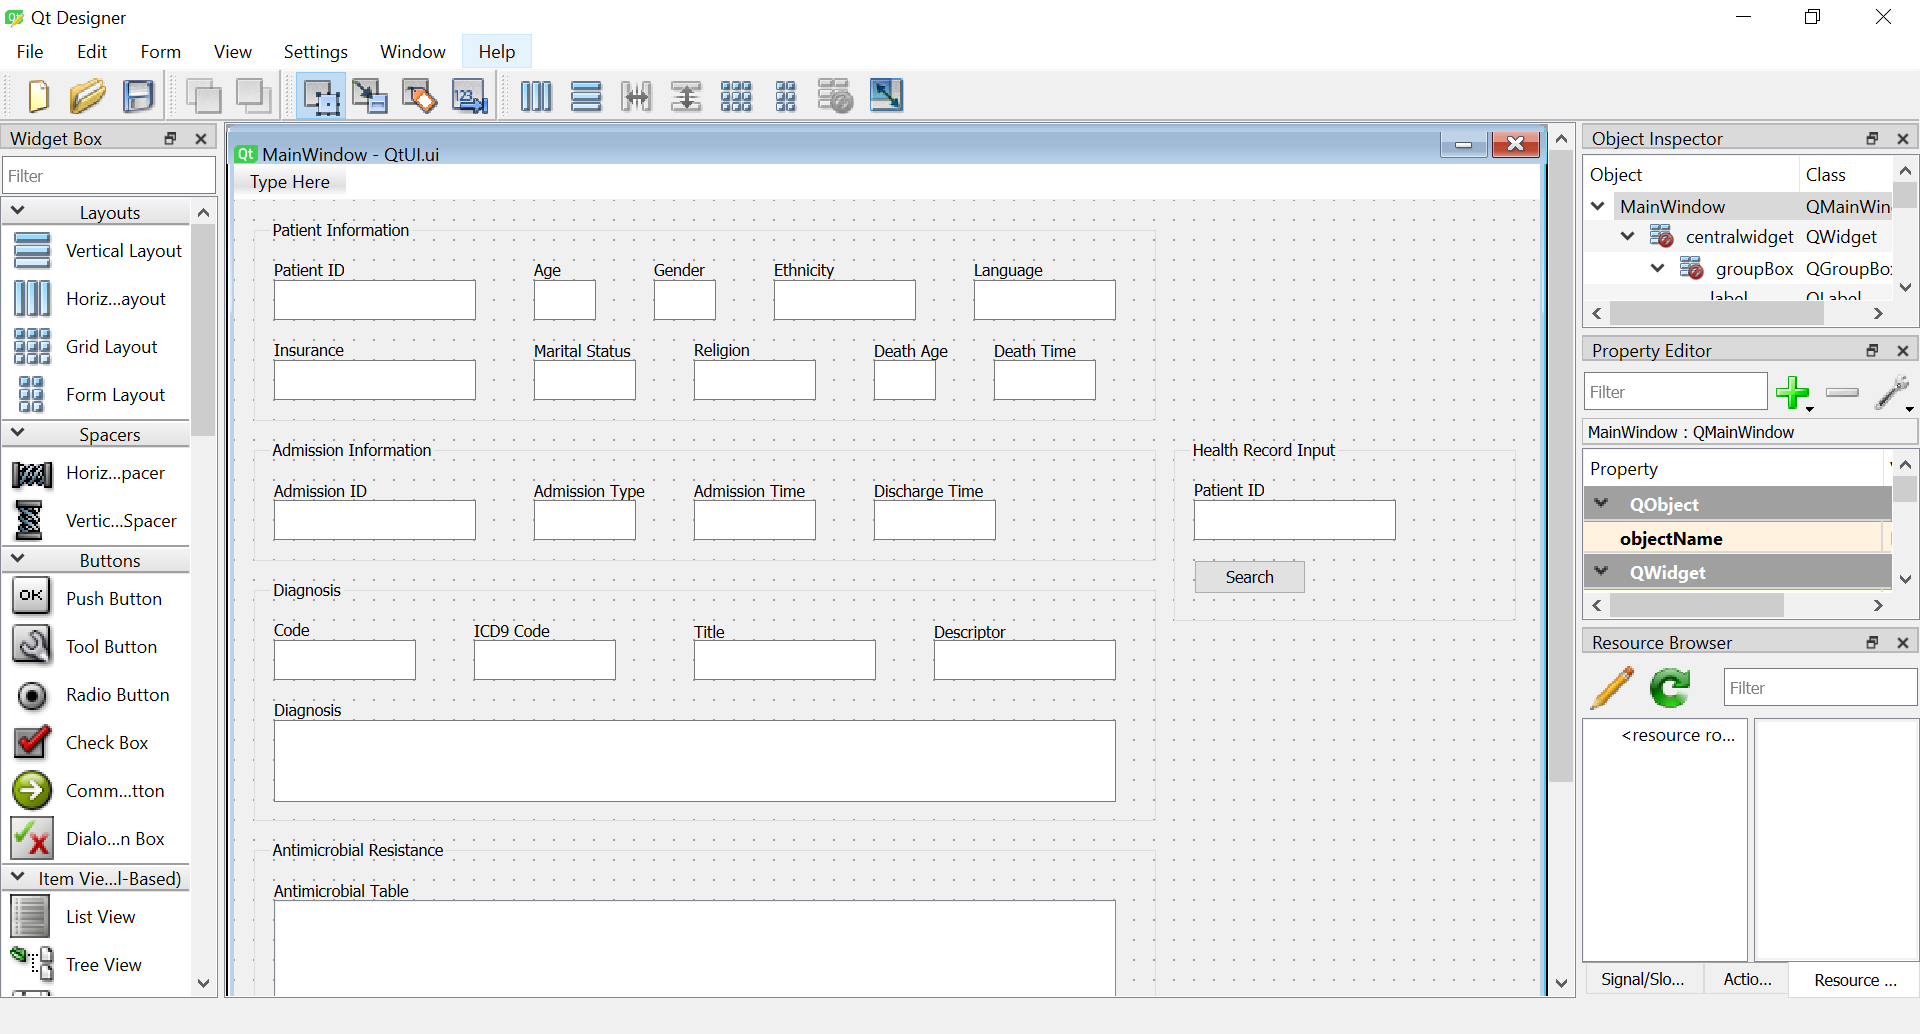 Qt Designer
File Edit Form View Settings Window Help
Widget Box
Filter
Layouts
Vertical Layout
Horiz...ayout
Grid Layout
Form Layout
Spacers
Horiz...pacer
Vertic...Spacer
Buttons
OK Push Button
Tool Button
Radio Button
Check Box
Comm...tton
Dialo...n Box
Item Vie...l-Based)
List View
Tree View
Qt MainWindow - QtUI.ui
Type Here
Patient Information
Patient ID Age Gender Ethnicity Language
Insurance Marital Status Religion Death Age Death Time
Admission Information
Admission ID Admission Type Admission Time Discharge Time
Diagnosis
Code ICD9 Code Title Descriptor
Diagnosis
Antimicrobial Resistance
Antimicrobial Table
Health Record Input
Patient ID
Search
Object Inspector
Object Class
MainWindow QMainWin
centralwidget QWidget
groupBox QGroupBo
label QLabel
Property Editor
Filter
MainWindow : QMainWindow
Property
QObject
objectName
QWidget
Resource Browser
Filter
<resource ro...
Signal/Slo... Actio... Resource ...